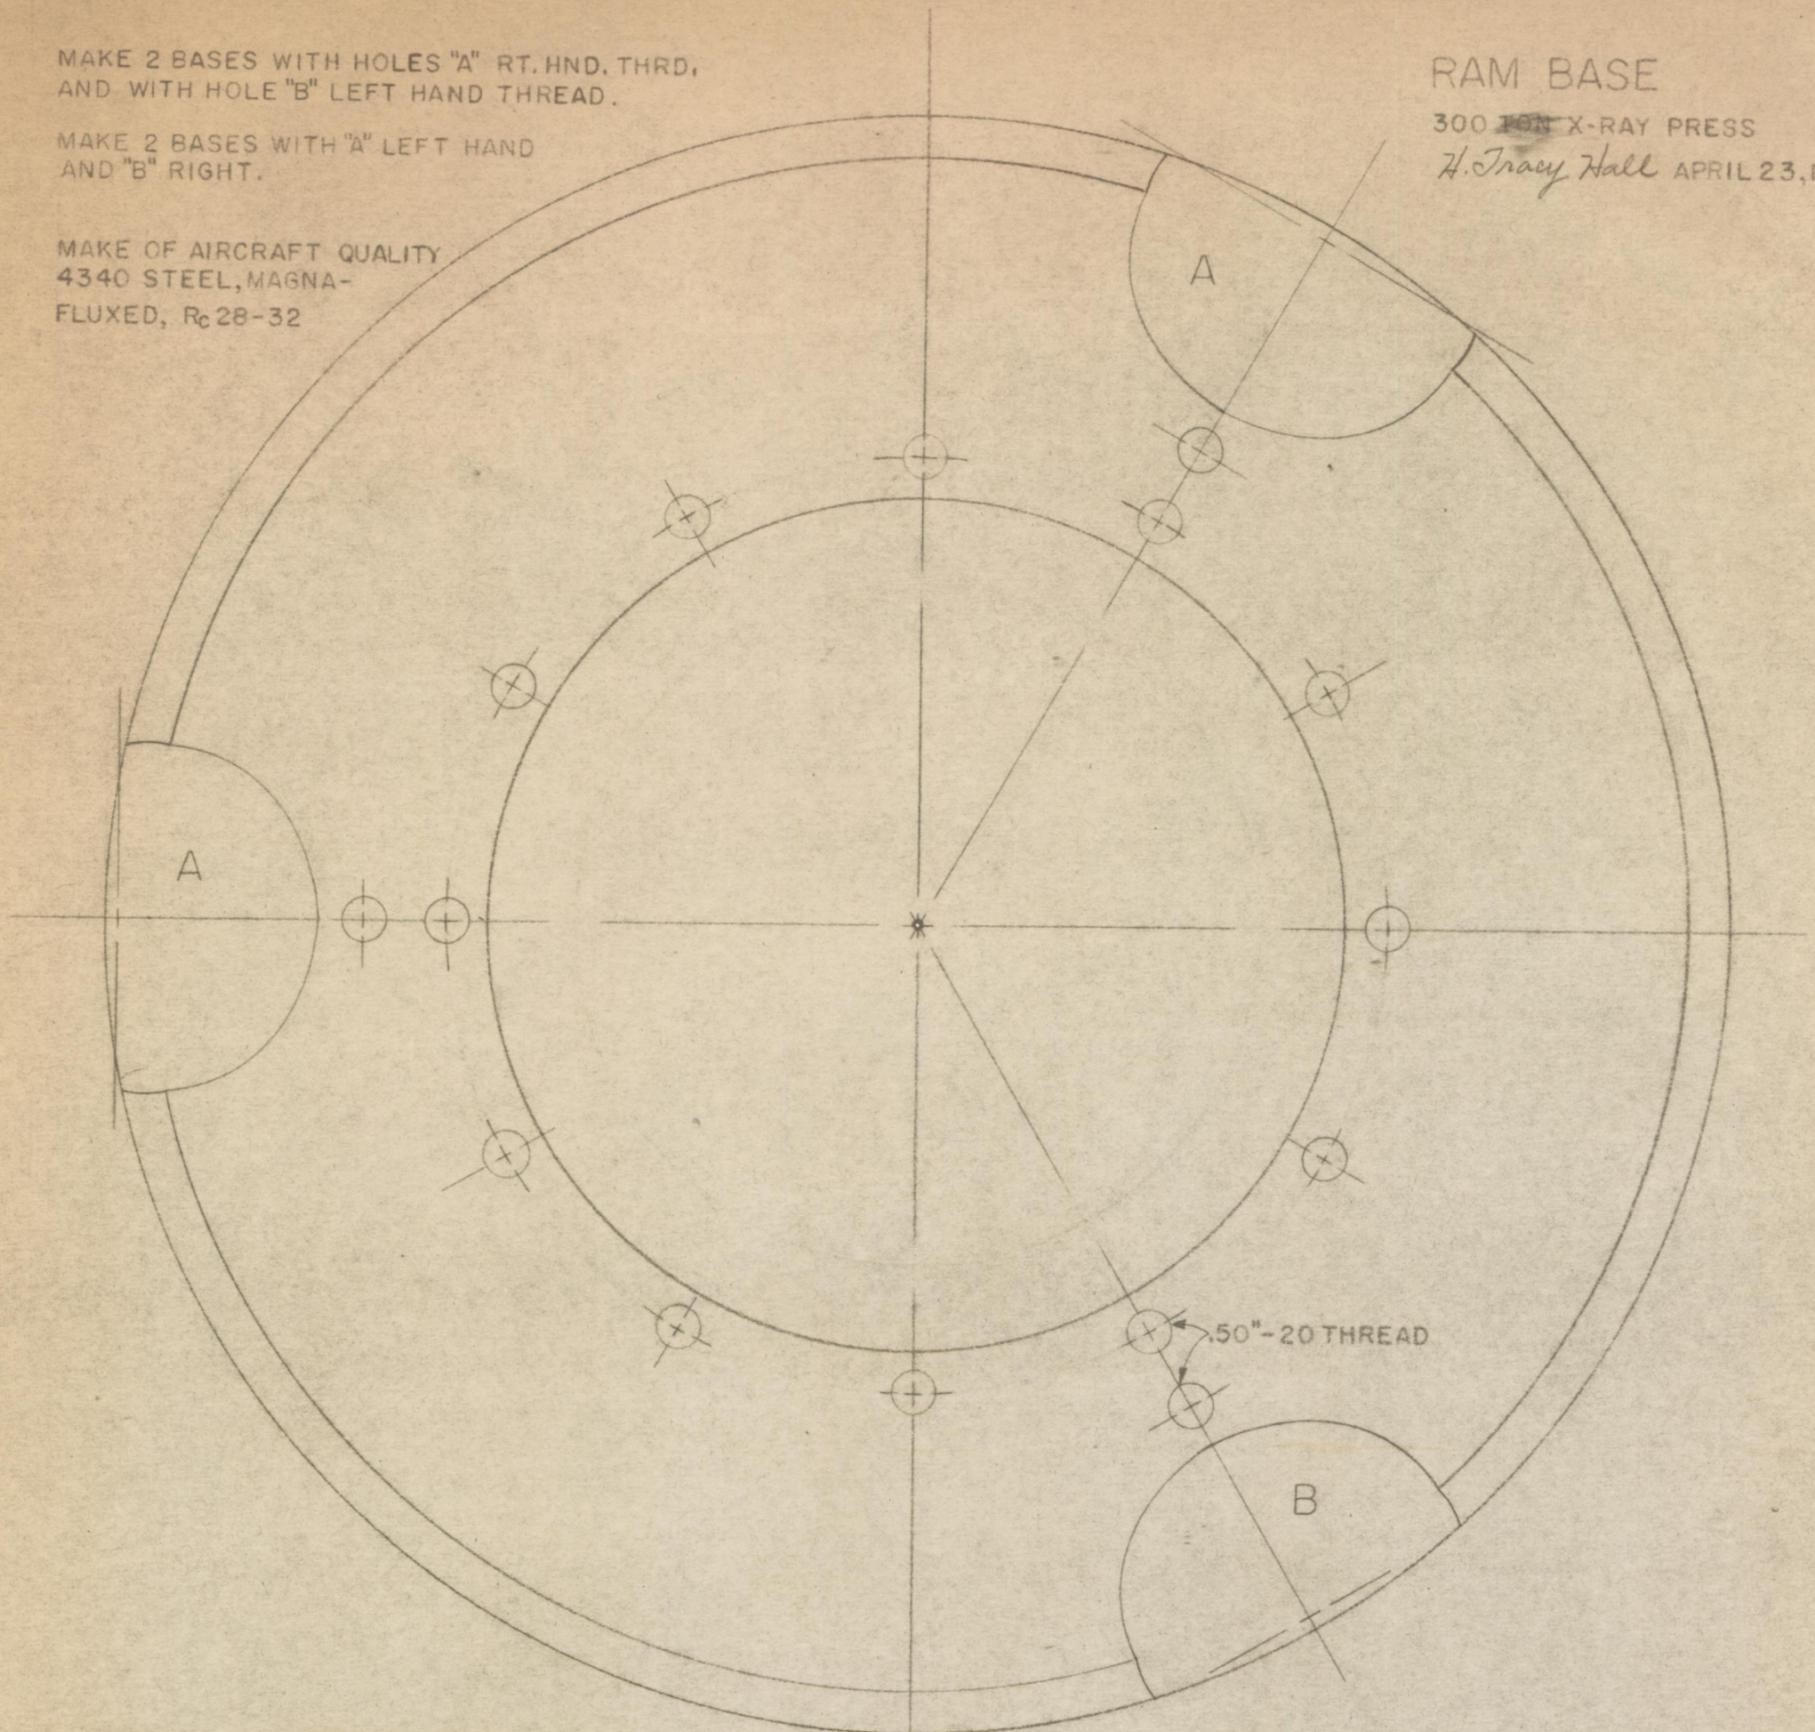 MAKE 2 BASES WITH HOLES "A" RT. HND. THRD,
AND WITH HOLE "B" LEFT HAND THREAD.
MAKE 2 BASES WITH "A" LEFT HAND
AND "B" RIGHT.
MAKE OF AIRCRAFT QUALITY
4340 STEEL, MAGNA-
FLUXED, Rc 28-32
RAM BASE
300 TON X-RAY PRESS
H. Tracy Hall APRIL 23,
A
A
.50"-20 THREAD
B